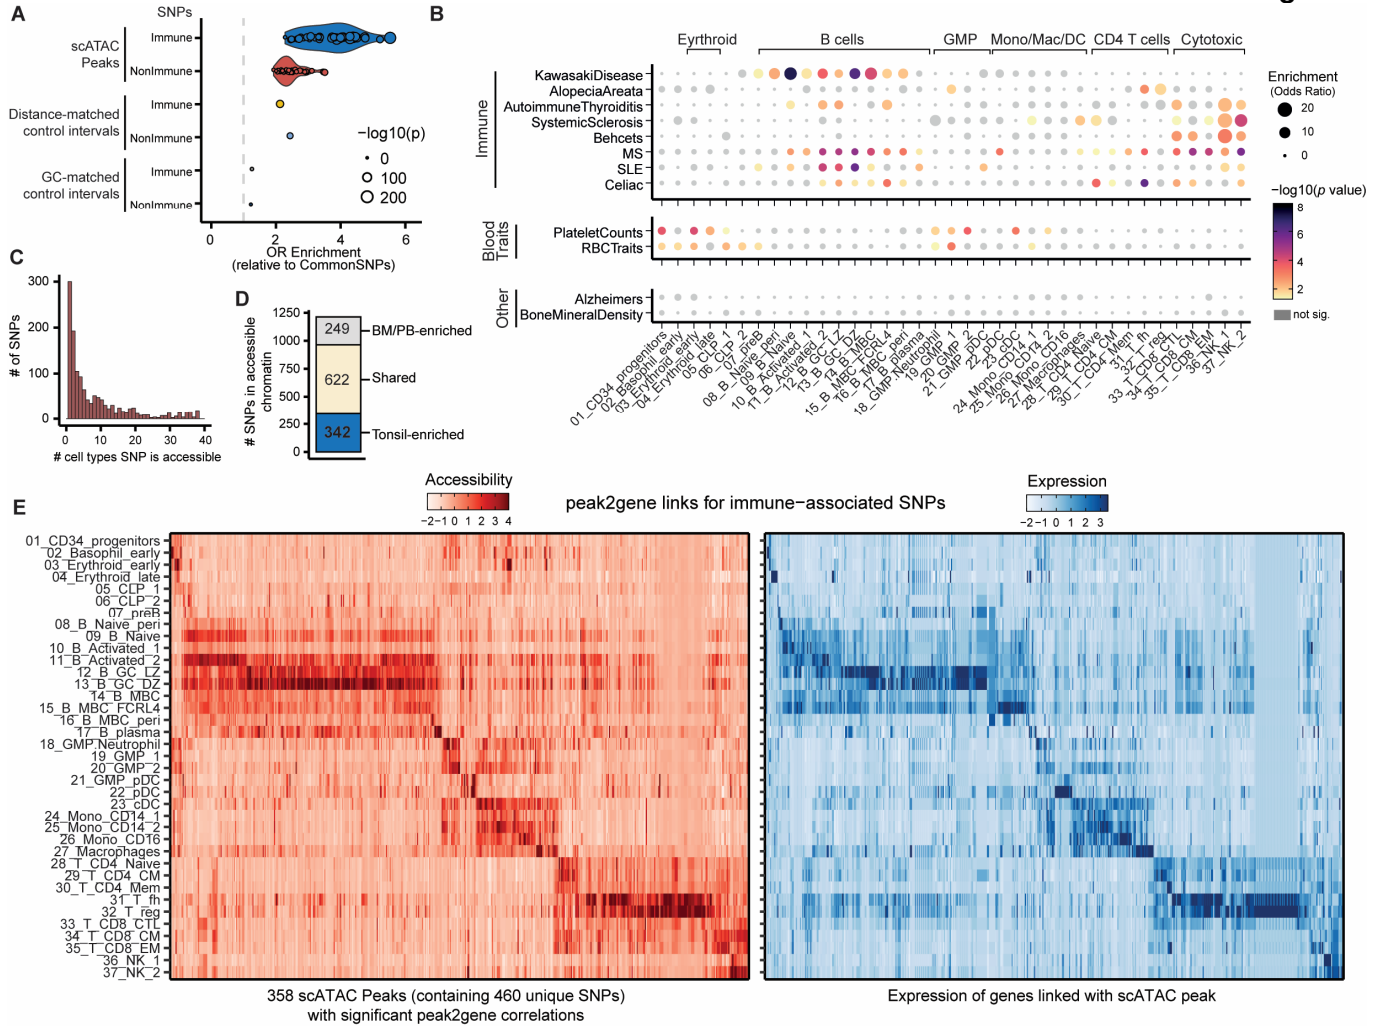 A
SNPs
scATAC
Peaks
Immune
NonImmune
Distance−matched
control intervals
Immune
NonImmune
GC−matched
control intervals
Immune
NonImmune
−log10(p)
0
100
200
0 2 4 6
OR Enrichment
(relative to CommonSNPs)
B
Eyrthroid
B cells
GMP
Mono/Mac/DC
CD4 T cells
Cytotoxic
Immune
KawasakiDisease
AlopeciaAreata
AutoimmuneThyroiditis
SystemicSclerosis
Behcets
MS
SLE
Celiac
Blood
Traits
PlateletCounts
RBCTraits
Other
Alzheimers
BoneMineralDensity
01_CD34_progenitors
02_Basophil_early
03_Erythroid_early
04_Erythroid_late
05_CLP_1
06_CLP_2
07_preB
08_B_Naive_peri
09_B_Naive
10_B_Activated_1
11_B_Activated_2
12_B_GC_LZ
13_B_GC_DZ
14_B_MBC
15_B_MBC_FCRL4
16_B_MBC_peri
17_B_plasma
18_GMP.Neutrophil
19_GMP_1
20_GMP_2
21_GMP_pDC
22_pDC
23_cDC
24_Mono_CD14_1
25_Mono_CD14_2
26_Mono_CD16
27_Macrophages
28_T_CD4_Naive
29_T_CD4_CM
30_T_CD4_Mem
31_T_fh
32_T_reg
33_T_CD8_CTL
34_T_CD8_CM
35_T_CD8_EM
36_NK_1
37_NK_2
Enrichment
(Odds Ratio)
20
10
0
−log10(p value)
8
6
4
2
not sig.
C
# of SNPs
300
200
100
0
0 10 20 30 40
# cell types SNP is accessible
D
# SNPs in accessible
chromatin
1250
1000
750
500
250
0
249
622
342
BM/PB-enriched
Shared
Tonsil-enriched
E
Accessibility
−2−1 0 1 2 3 4
peak2gene links for immune−associated SNPs
Expression
−2−1 0 1 2 3
01_CD34_progenitors
02_Basophil_early
03_Erythroid_early
04_Erythroid_late
05_CLP_1
06_CLP_2
07_preB
08_B_Naive_peri
09_B_Naive
10_B_Activated_1
11_B_Activated_2
12_B_GC_LZ
13_B_GC_DZ
14_B_MBC
15_B_MBC_FCRL4
16_B_MBC_peri
17_B_plasma
18_GMP.Neutrophil
19_GMP_1
20_GMP_2
21_GMP_pDC
22_pDC
23_cDC
24_Mono_CD14_1
25_Mono_CD14_2
26_Mono_CD16
27_Macrophages
28_T_CD4_Naive
29_T_CD4_CM
30_T_CD4_Mem
31_T_fh
32_T_reg
33_T_CD8_CTL
34_T_CD8_CM
35_T_CD8_EM
36_NK_1
37_NK_2
358 scATAC Peaks (containing 460 unique SNPs)
with significant peak2gene correlations
Expression of genes linked with scATAC peak